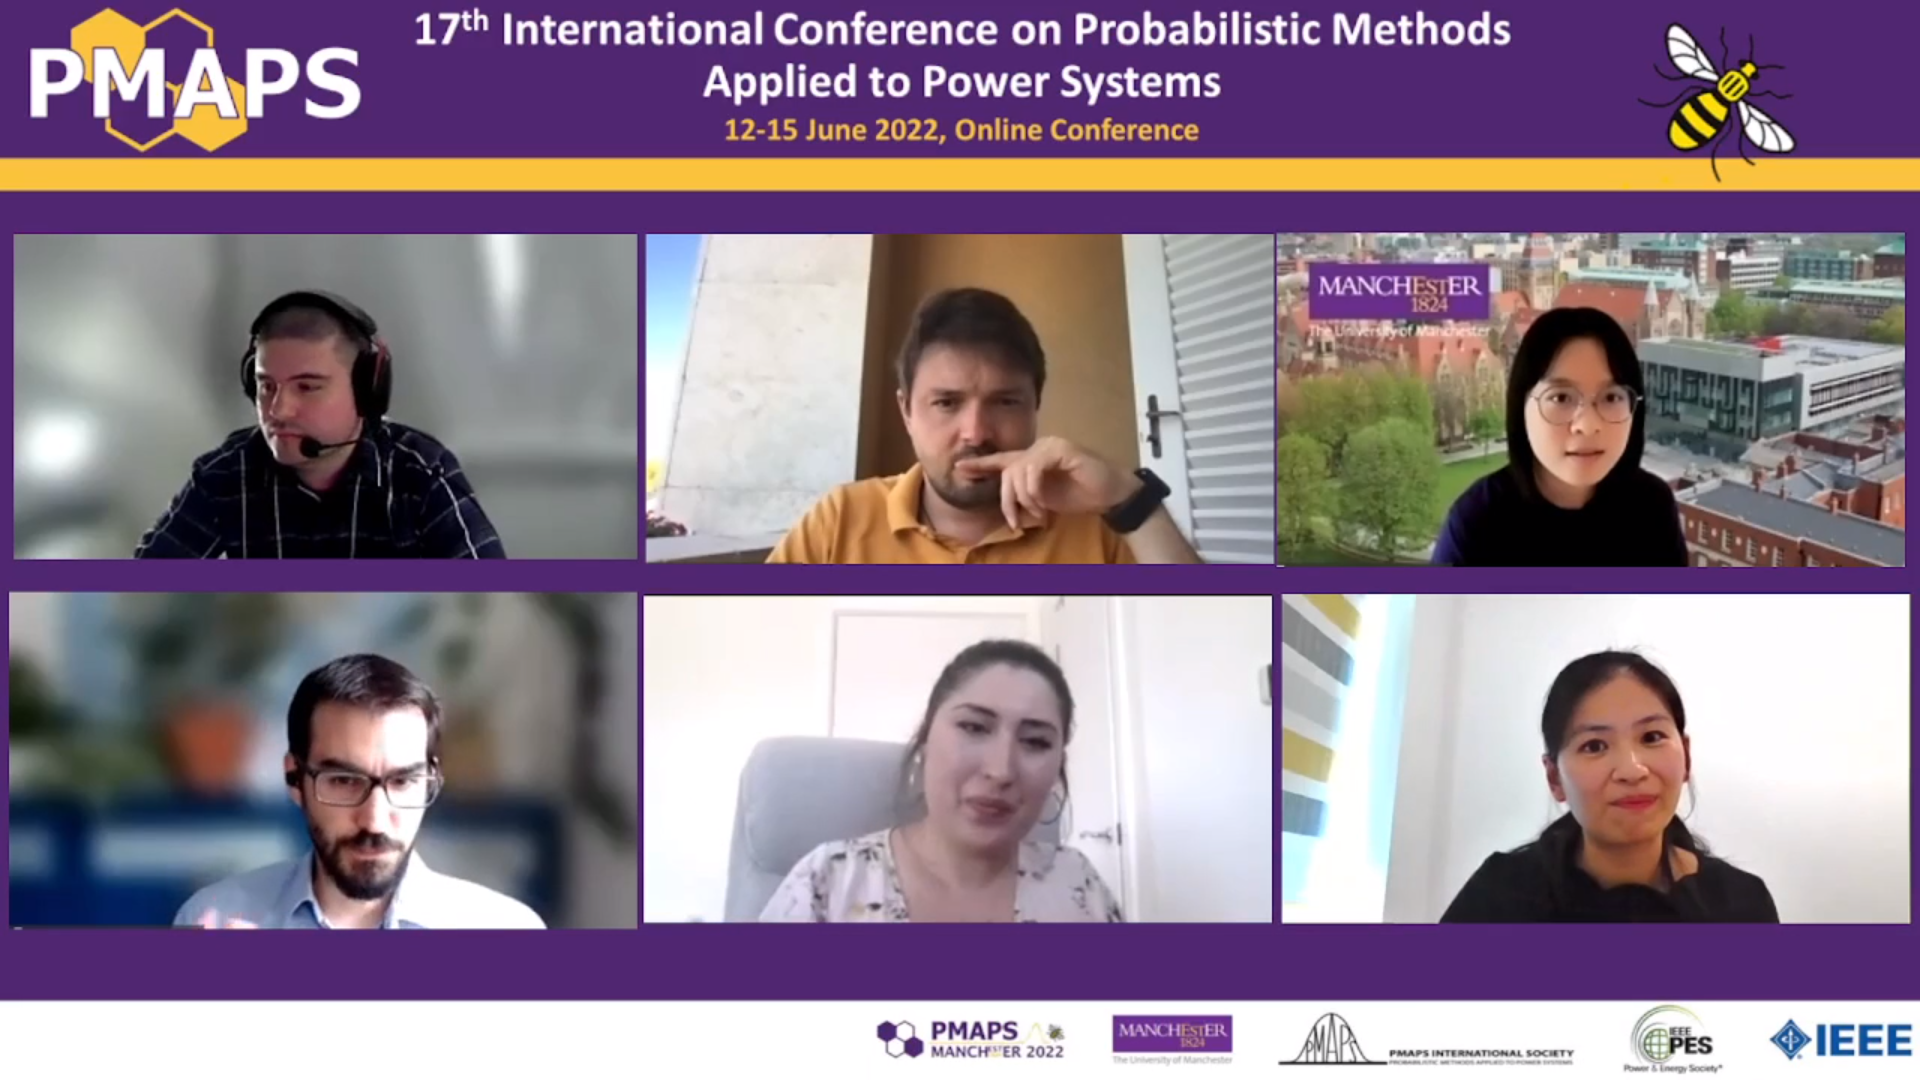 PMAPS
17th International Conference on Probabilistic Methods
Applied to Power Systems
12-15 June 2022, Online Conference
MANCHEstER
1824
The University of Manchester
PMAPS
MANCHEstER 2022
MANCHEstER
1824
The University of Manchester
PMAPS
PMAPS INTERNATIONAL SOCIETY
PROBABILISTIC METHODS APPLIED TO POWER SYSTEMS
IEEE
PES
Power & Energy Society®
IEEE